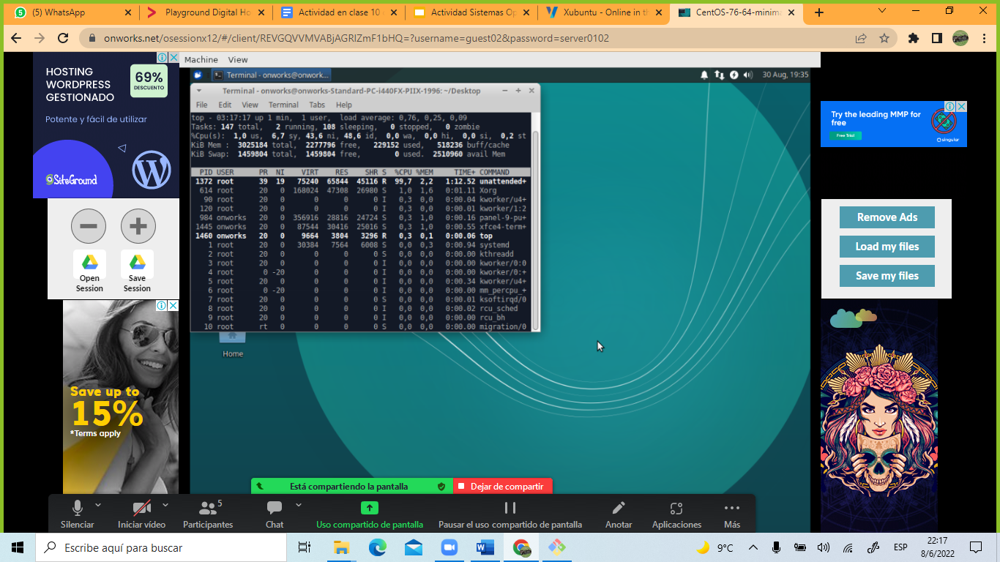 (5) WhatsApp
Playground Digital Ho
Actividad en clase 10
Actividad Sistemas Op
Xubuntu - Online in th
CentOS-76-64-minima
onworks.net/osessionx12/#/client/REVGQVVMVABjAGRlZmF1bHQ=?username=guest02&password=server0102
Machine View
HOSTING
WORDPRESS
GESTIONADO
69%
DESCUENTO
Potente y fácil de utilizar
SiteGround
Open
Session
Save
Session
Save up to
15%
*Terms apply
Terminal - onworks@onwork...
30 Aug, 19:35
Terminal - onworks@onworks-Standard-PC-i440FX-PIIX-1996: ~/Desktop
File Edit View Terminal Tabs Help
top - 03:17:17 up 1 min, 1 user, load average: 0,76, 0,25, 0,09
Tasks: 147 total, 2 running, 108 sleeping, 0 stopped, 0 zombie
%Cpu(s): 1,0 us, 6,7 sy, 43,6 ni, 48,6 id, 0,0 wa, 0,0 hi, 0,0 si, 0,2 st
KiB Mem : 3025184 total, 2277796 free, 229152 used, 518236 buff/cache
KiB Swap: 1459804 total, 1459804 free, 0 used. 2510960 avail Mem
PID USER PR NI VIRT RES SHR S %CPU %MEM TIME+ COMMAND
1372 root 39 19 75240 65844 45116 R 99,7 2,2 1:12.52 unattended+
614 root 20 0 168024 47308 26980 S 1,0 1,6 0:01.11 Xorg
90 root 20 0 0 0 0 I 0,3 0,0 0:00.04 kworker/u4+
120 root 20 0 0 0 0 I 0,3 0,0 0:00.01 kworker/1:2
984 onworks 20 0 356916 28816 24724 S 0,3 1,0 0:00.16 panel-9-pu+
1445 onworks 20 0 87544 30416 25016 S 0,3 1,0 0:00.55 xfce4-term+
1460 onworks 20 0 9664 3804 3296 R 0,3 0,1 0:00.06 top
1 root 20 0 30384 7564 6008 S 0,0 0,3 0:00.94 systemd
2 root 20 0 0 0 0 S 0,0 0,0 0:00.00 kthreadd
3 root 20 0 0 0 0 I 0,0 0,0 0:00.00 kworker/0:0
4 root 0 -20 0 0 0 I 0,0 0,0 0:00.00 kworker/0:+
5 root 20 0 0 0 0 I 0,0 0,0 0:00.34 kworker/u4+
6 root 0 -20 0 0 0 I 0,0 0,0 0:00.00 mm_percpu_+
7 root 20 0 0 0 0 S 0,0 0,0 0:00.01 ksoftirqd/0
8 root 20 0 0 0 0 I 0,0 0,0 0:00.02 rcu_sched
9 root 20 0 0 0 0 I 0,0 0,0 0:00.00 rcu_bh
10 root rt 0 0 0 0 S 0,0 0,0 0:00.00 migration/0
Home
Try the leading MMP for
free
Free Trial
singular
Remove Ads
Load my files
Save my files
Está compartiendo la pantalla
Dejar de compartir
Silenciar
Iniciar vídeo
5
Participantes
Chat
Uso compartido de pantalla
Pausar el uso compartido de pantalla
Anotar
Aplicaciones
Más
Escribe aquí para buscar
9°C
ESP
22:17
8/6/2022